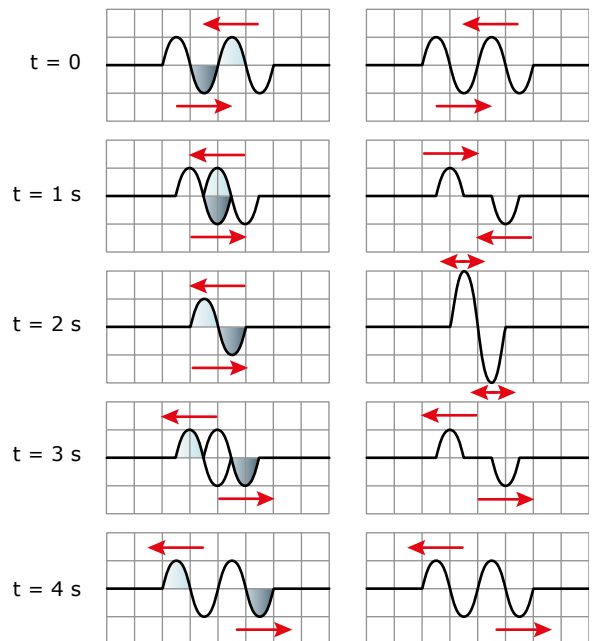 t = 0
t = 1 s
t = 2 s
t = 3 s
t = 4 s